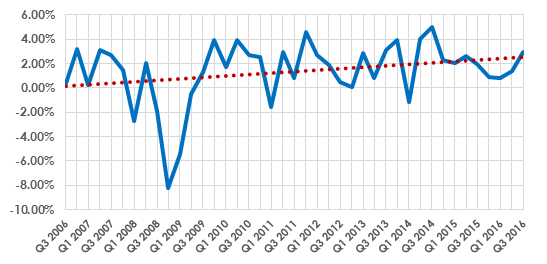 6.00%
4.00%
2.00%
0.00%
-2.00%
-4.00%
-6.00%
-8.00%
-10.00%
Q3 2006
Q1 2007
Q3 2007
Q1 2008
Q3 2008
Q1 2009
Q3 2009
Q1 2010
Q3 2010
Q1 2011
Q3 2011
Q1 2012
Q3 2012
Q1 2013
Q3 2013
Q1 2014
Q3 2014
Q1 2015
Q3 2015
Q1 2016
Q3 2016